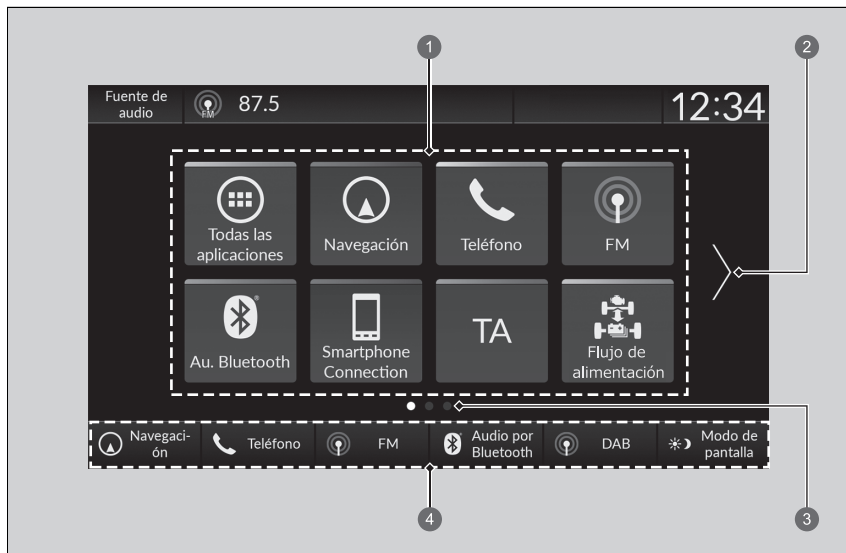 1
2
Fuente de
audio
FM
87.5
12:34
Todas las
aplicaciones
Navegación
Teléfono
FM
Au. Bluetooth
Smartphone
Connection
TA
Flujo de
alimentación
Navegaci-
ón
Teléfono
FM
Audio por
Bluetooth
DAB
Modo de
pantalla
4
3